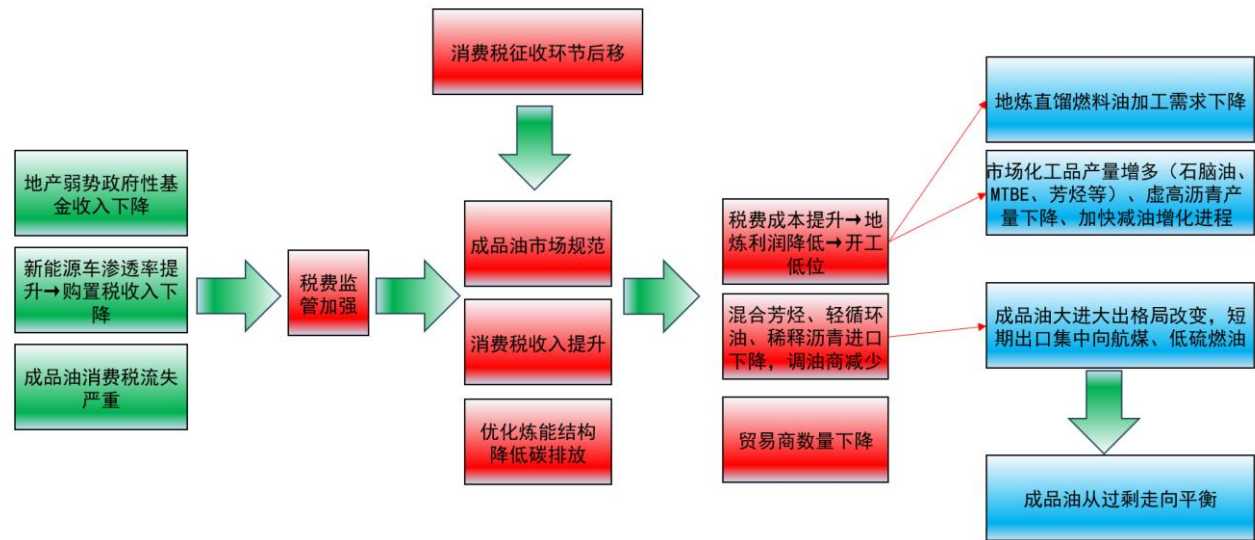 消费税征收环节后移
地产弱势政府性基
金收入下降
新能源车渗透率提
升→购置税收入下
降
成品油消费税流失
严重
税费监
管加强
成品油市场规范
消费税收入提升
优化炼能结构
降低碳排放
税费成本提升→地
炼利润降低→开工
低位
混合芳烃、轻循环
油、稀释沥青进口
下降，调油商减少
贸易商数量下降
地炼直馏燃料油加工需求下降
市场化工品产量增多（石脑油、
MTBE、芳烃等）、虚高沥青产
量下降、加快减油增化进程
成品油大进大出格局改变，短
期出口集中向航煤、低硫燃油
成品油从过剩走向平衡